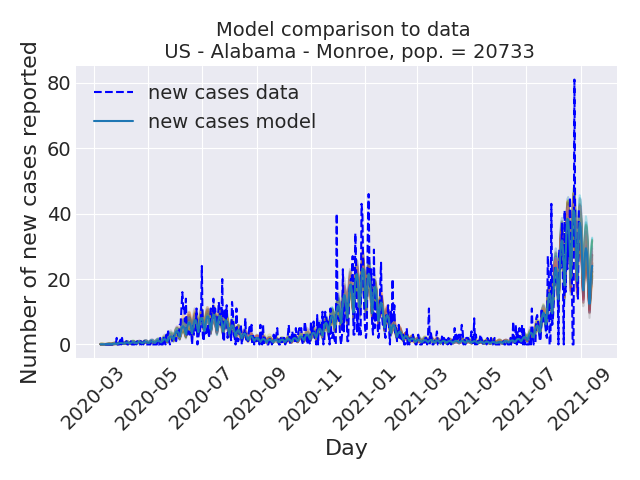 Model comparison to data
US - Alabama - Monroe, pop. = 20733
Number of new cases reported
80
60
40
20
0
new cases data
new cases model
2020-03
2020-05
2020-07
2020-09
2020-11
2021-01
2021-03
2021-05
2021-07
2021-09
Day